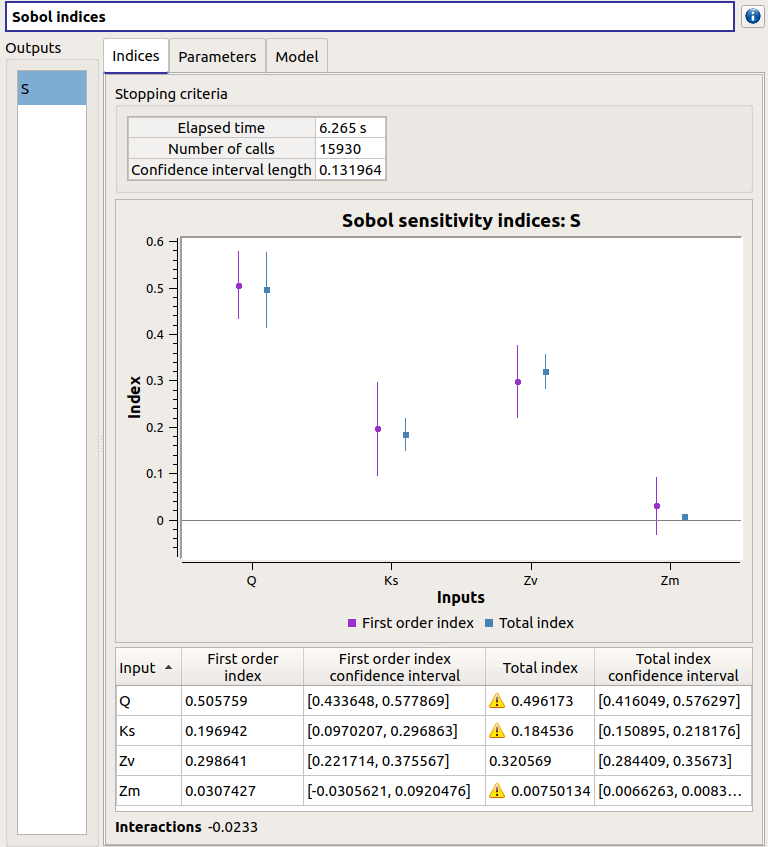 Sobol indices
Outputs
S
Indices Parameters Model
Stopping criteria
Elapsed time 6.265 s
Number of calls 15930
Confidence interval length 0.131964
Sobol sensitivity indices: S
0.6
0.5
0.4
0.3
0.2
0.1
0
Index
Q Ks Zv Zm
Inputs
First order index Total index
Input First order index First order index confidence interval Total index Total index confidence interval
Q 0.505759 [0.433648, 0.577869] 0.496173 [0.416049, 0.576297]
Ks 0.196942 [0.0970207, 0.296863] 0.184536 [0.150895, 0.218176]
Zv 0.298641 [0.221714, 0.375567] 0.320569 [0.284409, 0.35673]
Zm 0.0307427 [-0.0305621, 0.0920476] 0.00750134 [0.0066263, 0.0083...
Interactions -0.0233